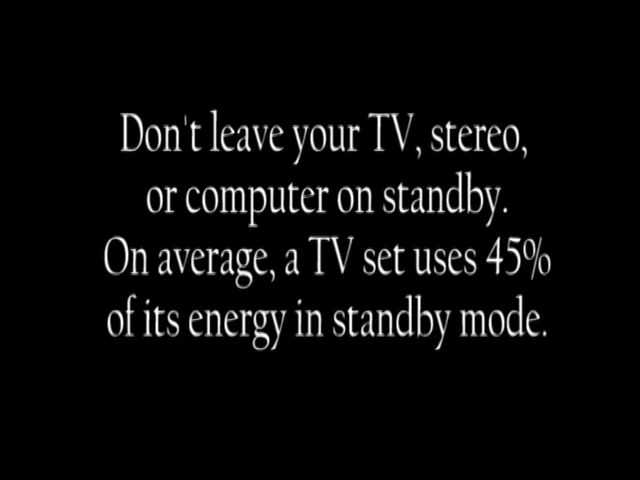 Don't leave your TV, stereo,
or computer on standby.
On average, a TV set uses 45%
of its energy in standby mode.